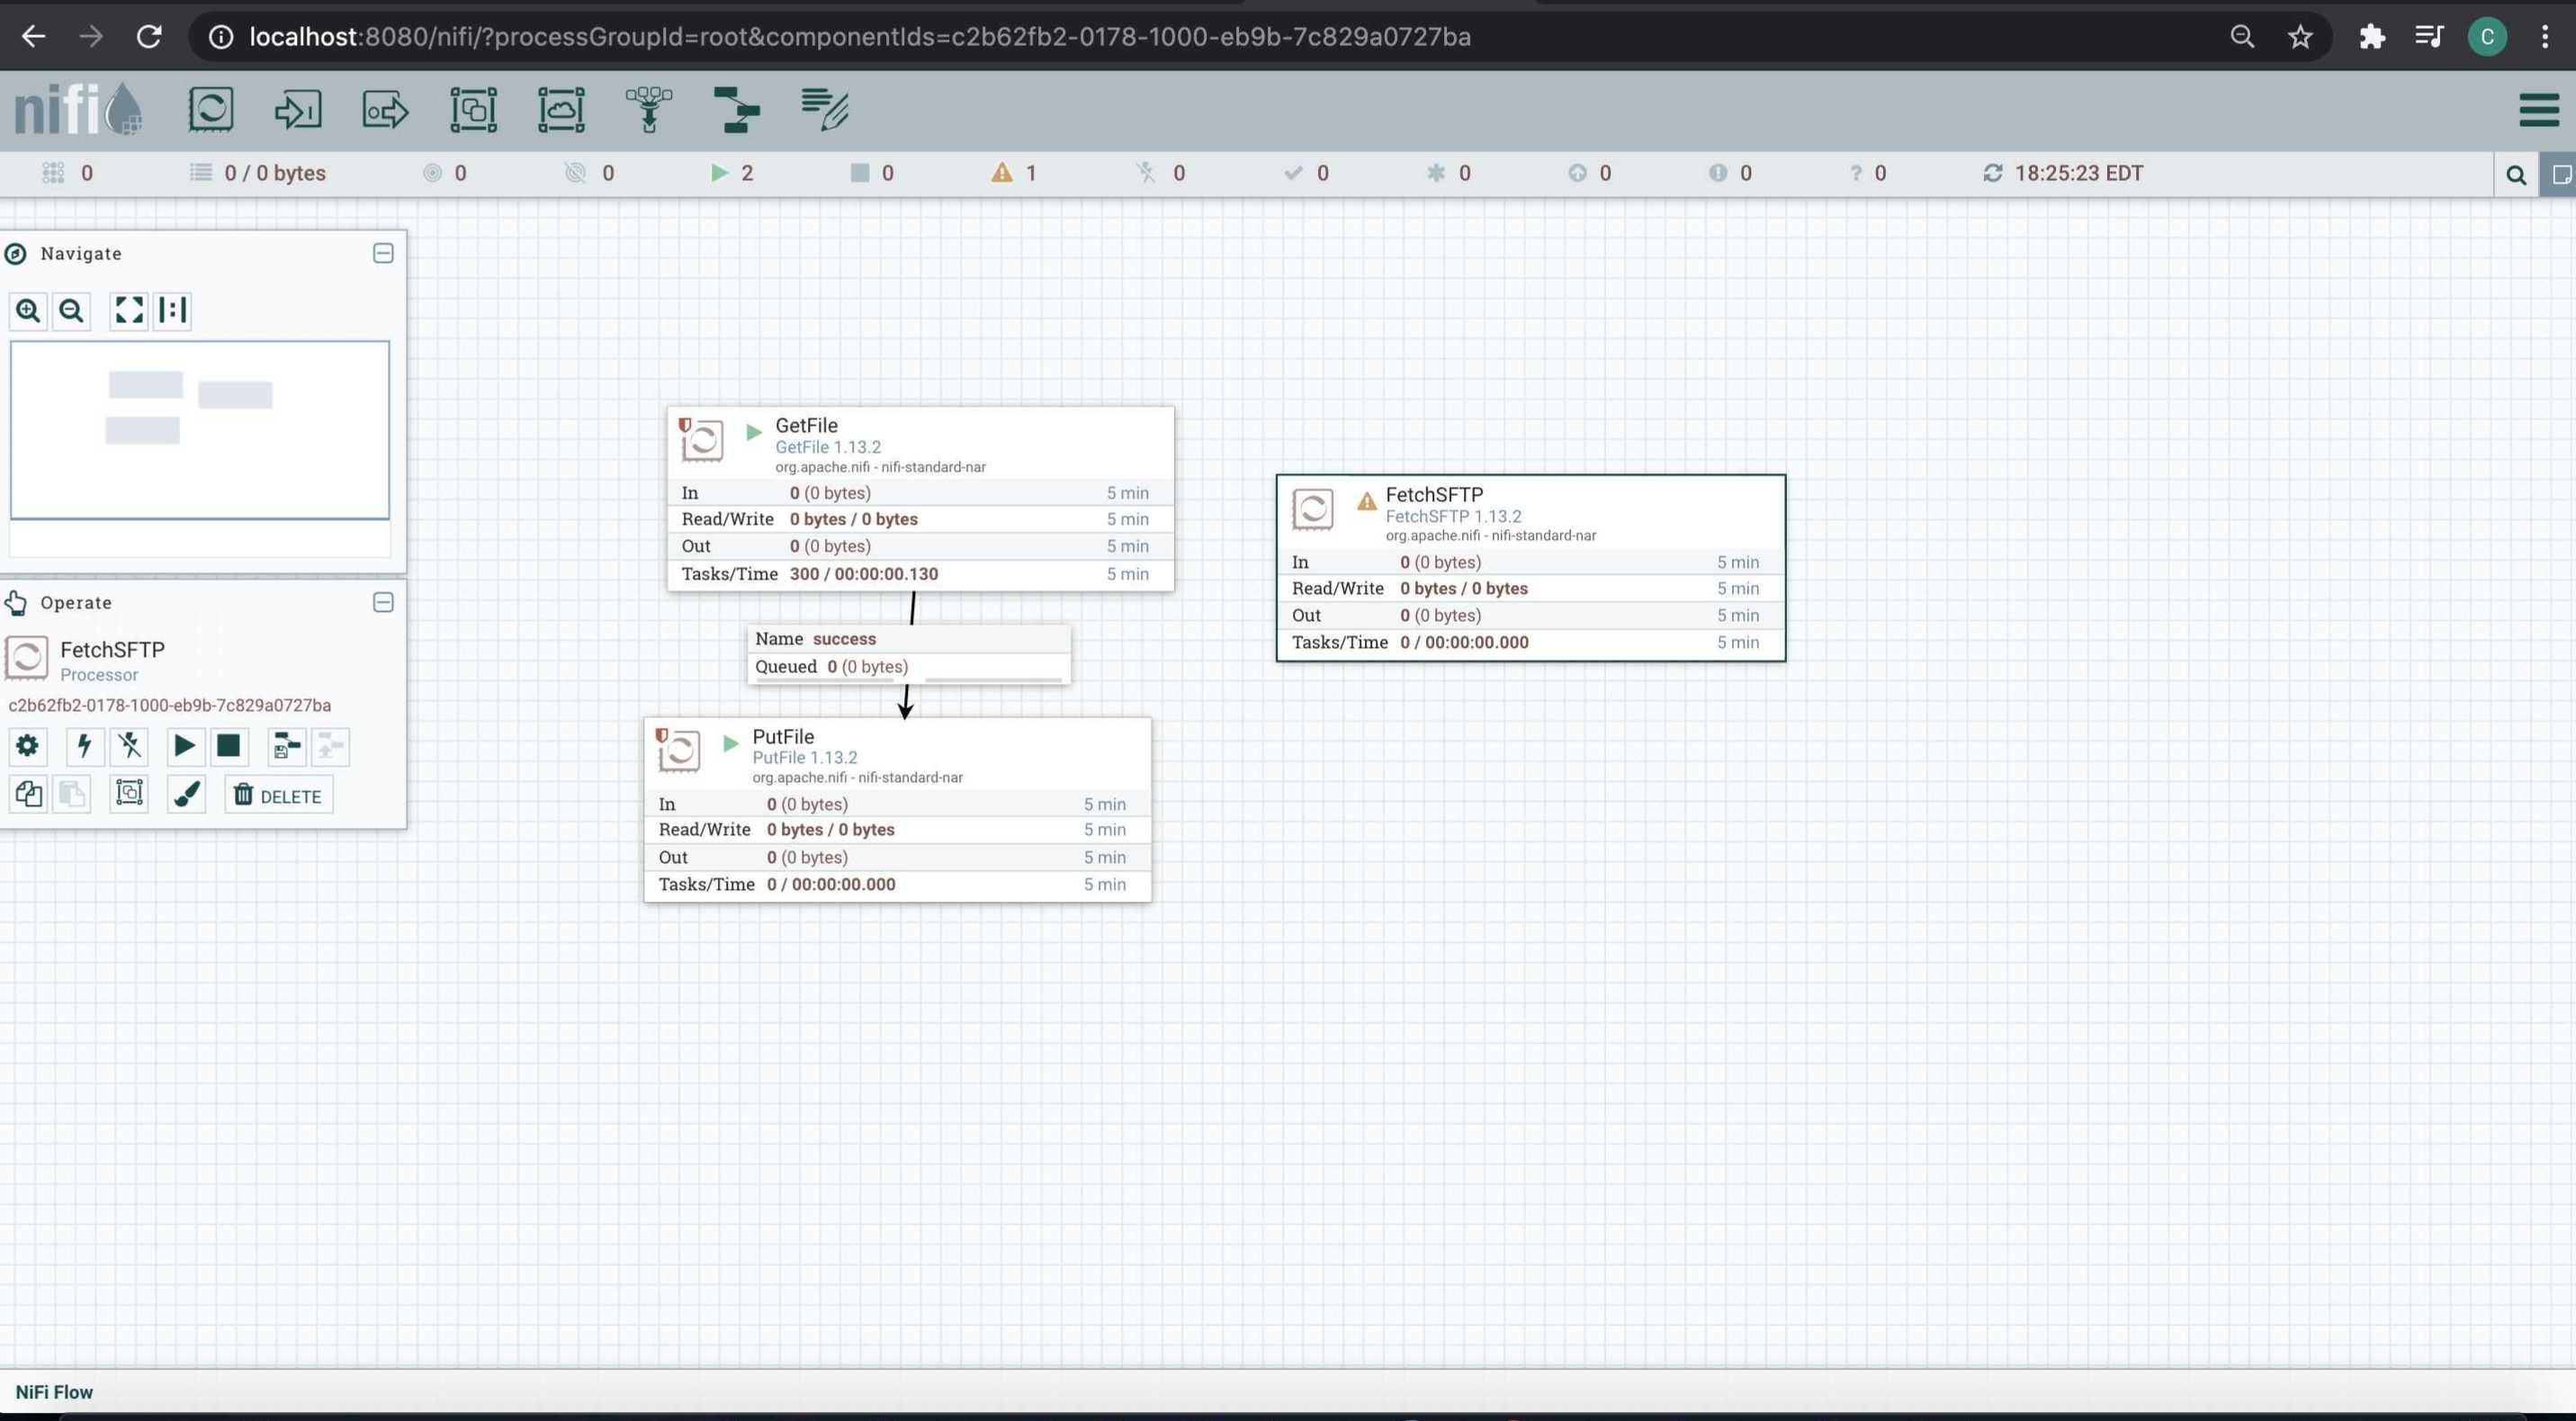 localhost:8080/nifi/?processGroupId=root&componentIds=c2b62fb2-0178-1000-eb9b-7c829a0727ba
C
nifi
0 0 / 0 bytes 0 0 2 0 1 0 0 0 0 0 ? 0 18:25:23 EDT
Navigate
Operate
FetchSFTP
Processor
c2b62fb2-0178-1000-eb9b-7c829a0727ba
DELETE
GetFile
GetFile 1.13.2
org.apache.nifi - nifi-standard-nar
In 0 (0 bytes) 5 min
Read/Write 0 bytes / 0 bytes 5 min
Out 0 (0 bytes) 5 min
Tasks/Time 300 / 00:00:00.130 5 min
Name success
Queued 0 (0 bytes)
PutFile
PutFile 1.13.2
org.apache.nifi - nifi-standard-nar
In 0 (0 bytes) 5 min
Read/Write 0 bytes / 0 bytes 5 min
Out 0 (0 bytes) 5 min
Tasks/Time 0 / 00:00:00.000 5 min
FetchSFTP
FetchSFTP 1.13.2
org.apache.nifi - nifi-standard-nar
In 0 (0 bytes) 5 min
Read/Write 0 bytes / 0 bytes 5 min
Out 0 (0 bytes) 5 min
Tasks/Time 0 / 00:00:00.000 5 min
NiFi Flow